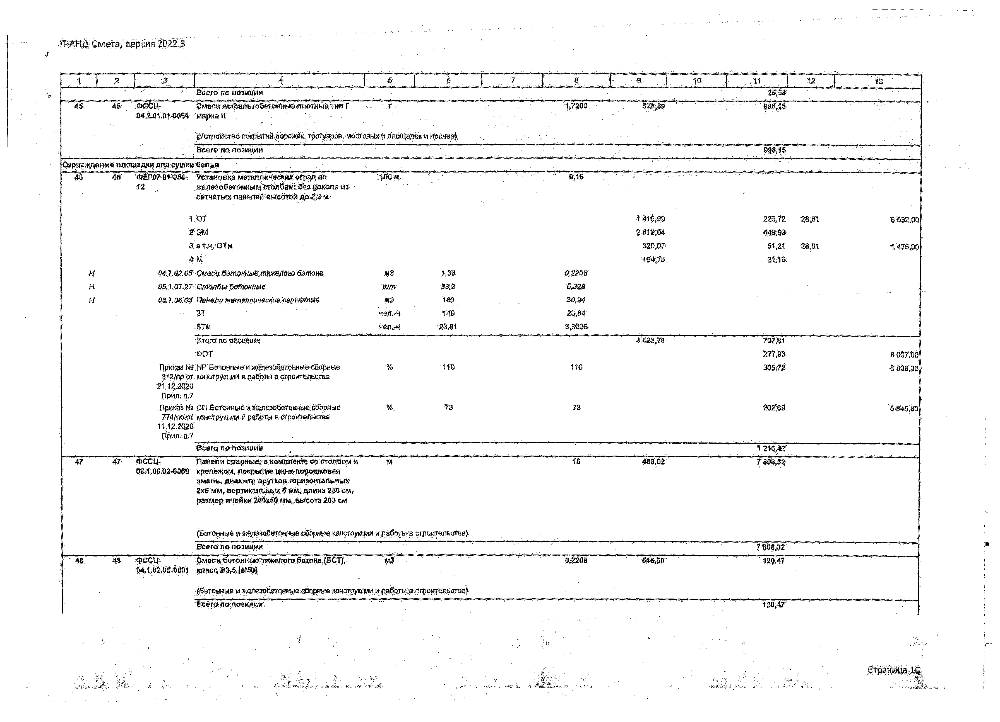 ГРАНД-Смета, версия 2022.3
1 2 3 4 5 6 7 8 9 10 11 12 13
Всего по позиции 25,53
45 45 ФССЦ- Смеси асфальтобетонные плотные тип Г т 1,7208 578,89 996,15
04.2.01.01-0054 марка II
(Устройство покрытий дорожек, тротуаров, мостовых и площадок и прочее)
Всего по позиции 996,15
Огрпаждение площадки для сушки белья
46 46 ФЕР07-01-054- Установка металлических оград по 100 м 0,16
12 железобетонным столбам: без цоколя из
сетчатых панелей высотой до 2,2 м
1 ОТ 1 416,99 226,72 28,81 6 532,00
2 ЭМ 2 812,04 449,93
3 в т.ч. ОТм 320,07 51,21 28,81 1 475,00
4 М 194,75 31,16
Н 04.1.02.05 Смеси бетонные тяжелого бетона м3 1,38 0,2208
Н 05.1.07.27 Столбы бетонные шт 33,3 5,328
Н 08.1.06.03 Панели металлические сетчатые м2 189 30,24
ЗТ чел.-ч 149 23,84
ЗТм чел.-ч 23,81 3,8096
Итого по расценке 4 423,78 707,81
ФОТ 277,93 8 007,00
Приказ № НР Бетонные и железобетонные сборные % 110 110 305,72 8 808,00
812/пр от конструкции и работы в строительстве
21.12.2020
Прил. п.7
Приказ № СП Бетонные и железобетонные сборные % 73 73 202,89 5 845,00
774/пр от конструкции и работы в строительстве
11.12.2020
Прил. п.7
Всего по позиции 1 216,42
47 47 ФССЦ- Панели сварные, в комплекте со столбом и м 16 488,02 7 808,32
08.1.06.02-0069 крепежом, покрытие цинк-порошковая
эмаль, диаметр прутков горизонтальных
2х6 мм, вертикальных 5 мм, длина 250 см,
размер ячейки 200х50 мм, высота 203 см
(Бетонные и железобетонные сборные конструкции и работы в строительстве)
Всего по позиции 7 808,32
48 48 ФССЦ- Смеси бетонные тяжелого бетона (БСТ), м3 0,2208 545,60 120,47
04.1.02.05-0001 класс В3,5 (М50)
(Бетонные и железобетонные сборные конструкции и работы в строительстве)
Всего по позиции 120,47
Страница 16